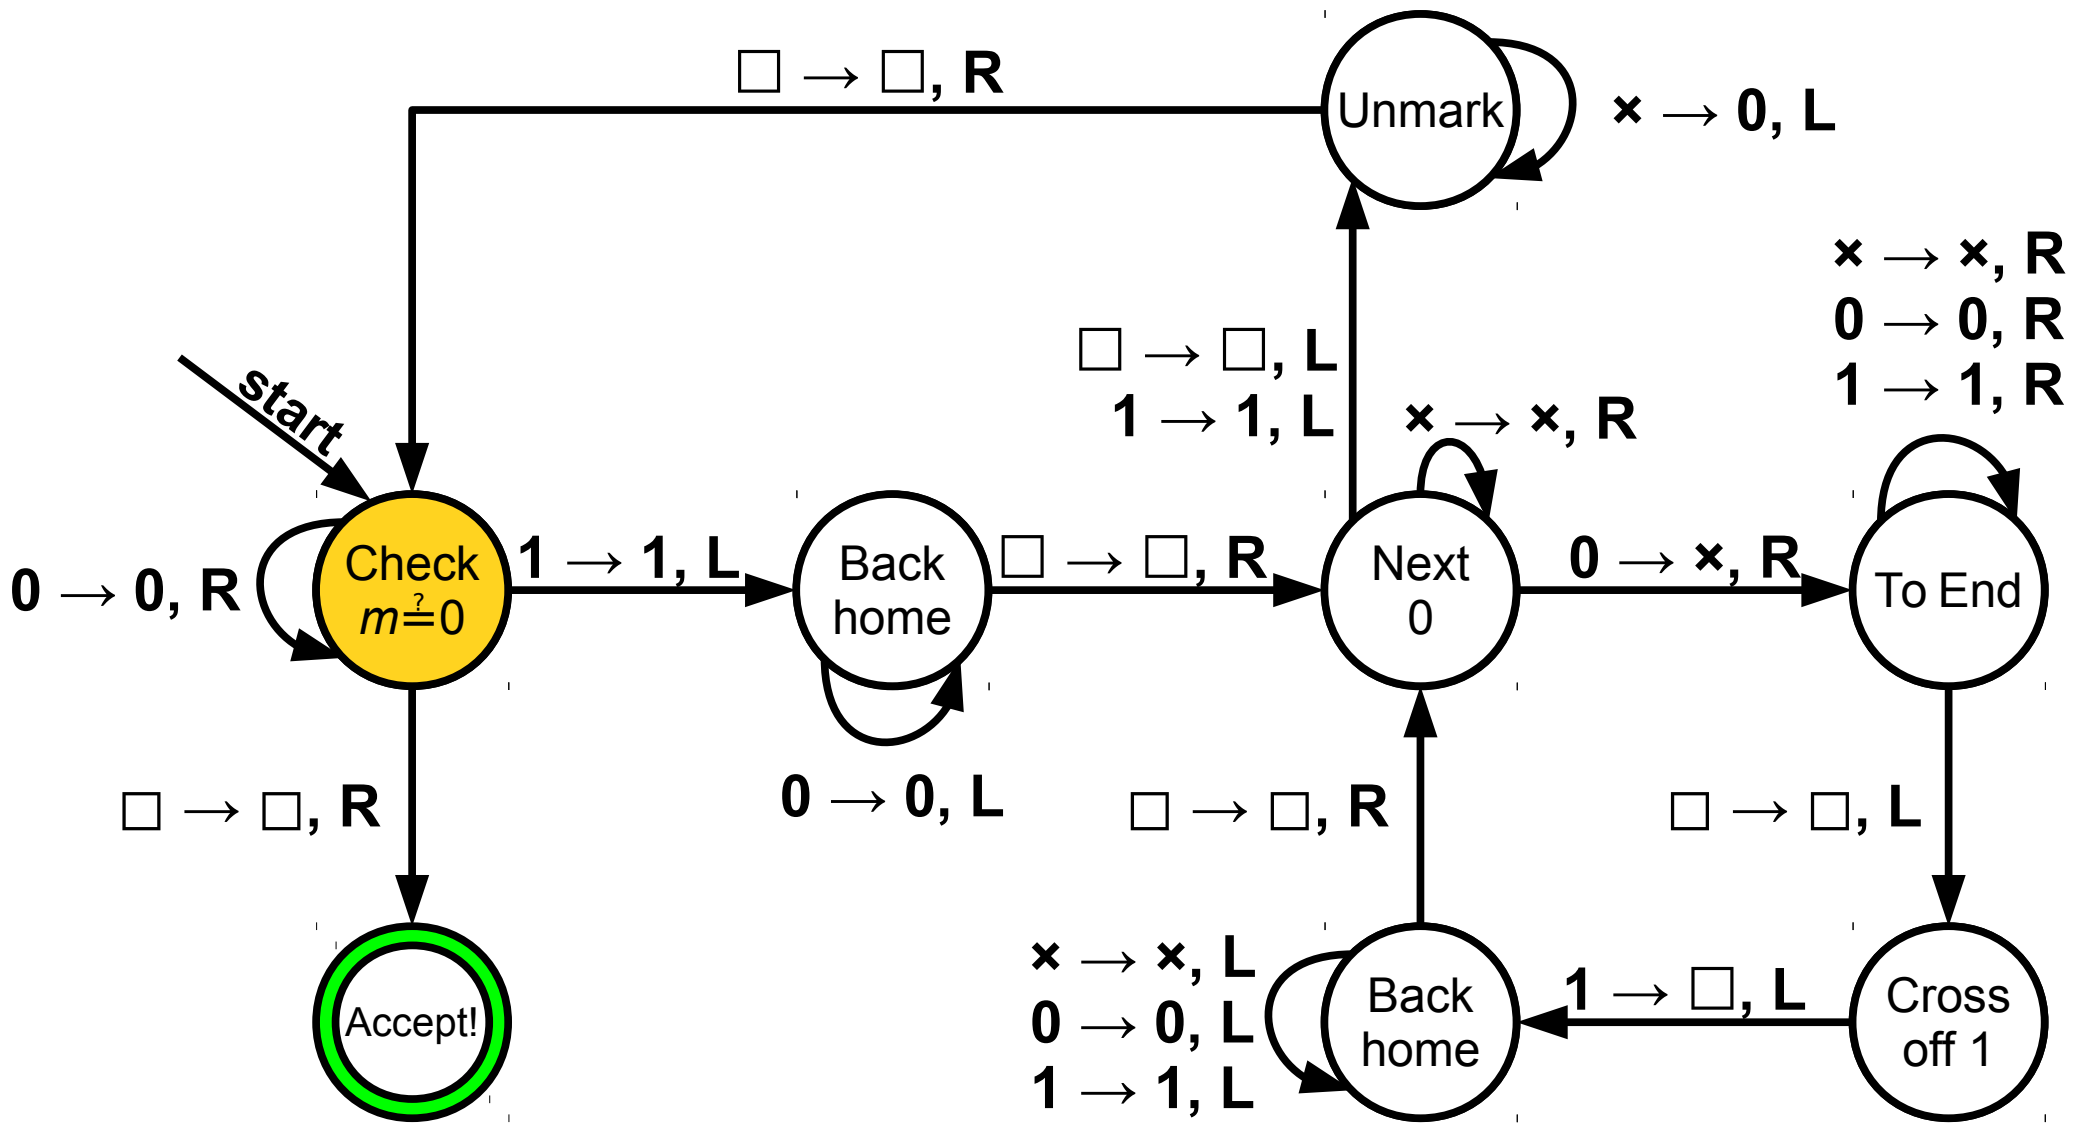 □ → □, R
Unmark
× → 0, L
× → ×, R
0 → 0, R
1 → 1, R
□ → □, L
1 → 1, L
× → ×, R
start
0 → 0, R
Check
m≟0
1 → 1, L
Back
home
□ → □, R
Next
0
0 → ×, R
To End
0 → 0, L
□ → □, R
□ → □, R
□ → □, L
Accept!
× → ×, L
0 → 0, L
1 → 1, L
Back
home
1 → □, L
Cross
off 1